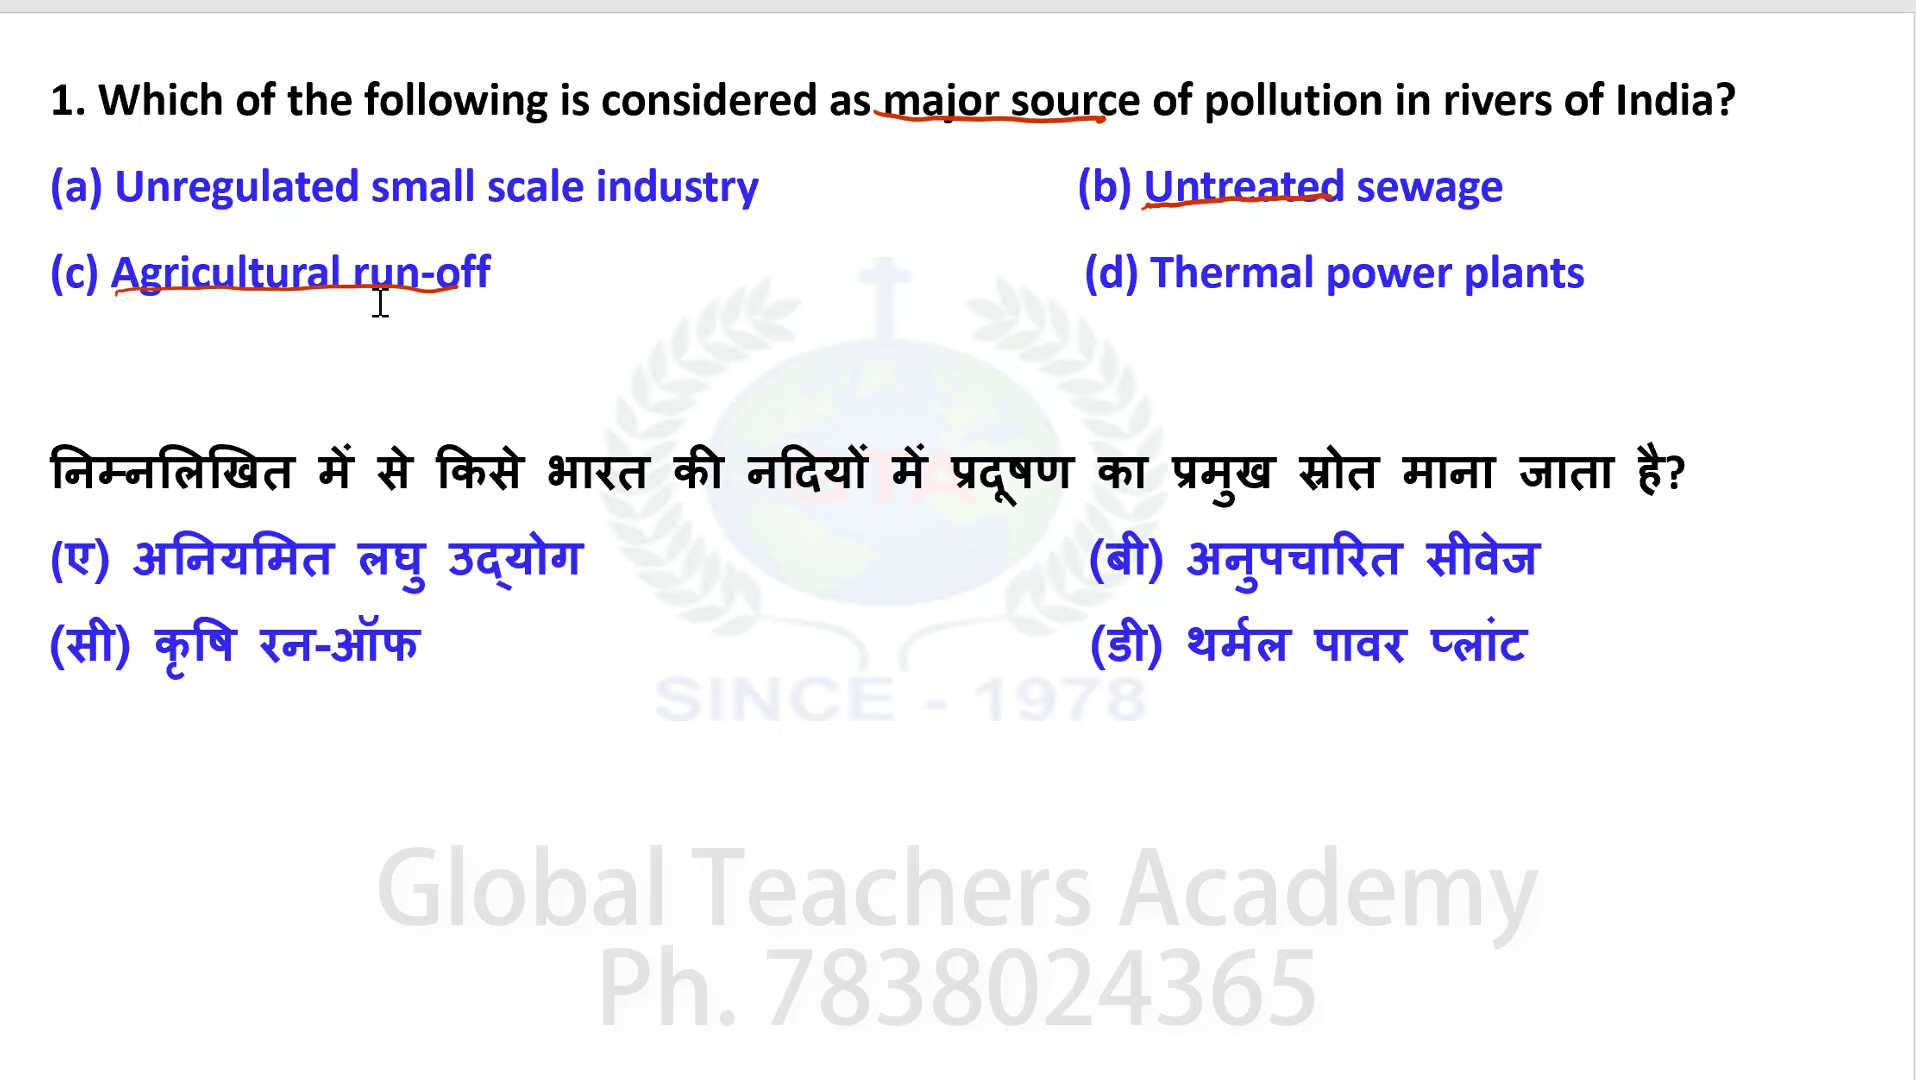 1. Which of the following is considered as major source of pollution in rivers of India?
(a) Unregulated small scale industry (b) Untreated sewage
(c) Agricultural run-off (d) Thermal power plants
निम्नलिखित में से किसे भारत की नदियों में प्रदूषण का प्रमुख स्रोत माना जाता है?
(ए) अनियमित लघु उद्योग (बी) अनुपचारित सीवेज
(सी) कृषि रन-ऑफ (डी) थर्मल पावर प्लांट
GTA
SINCE - 1978
Global Teachers Academy
Ph. 7838024365